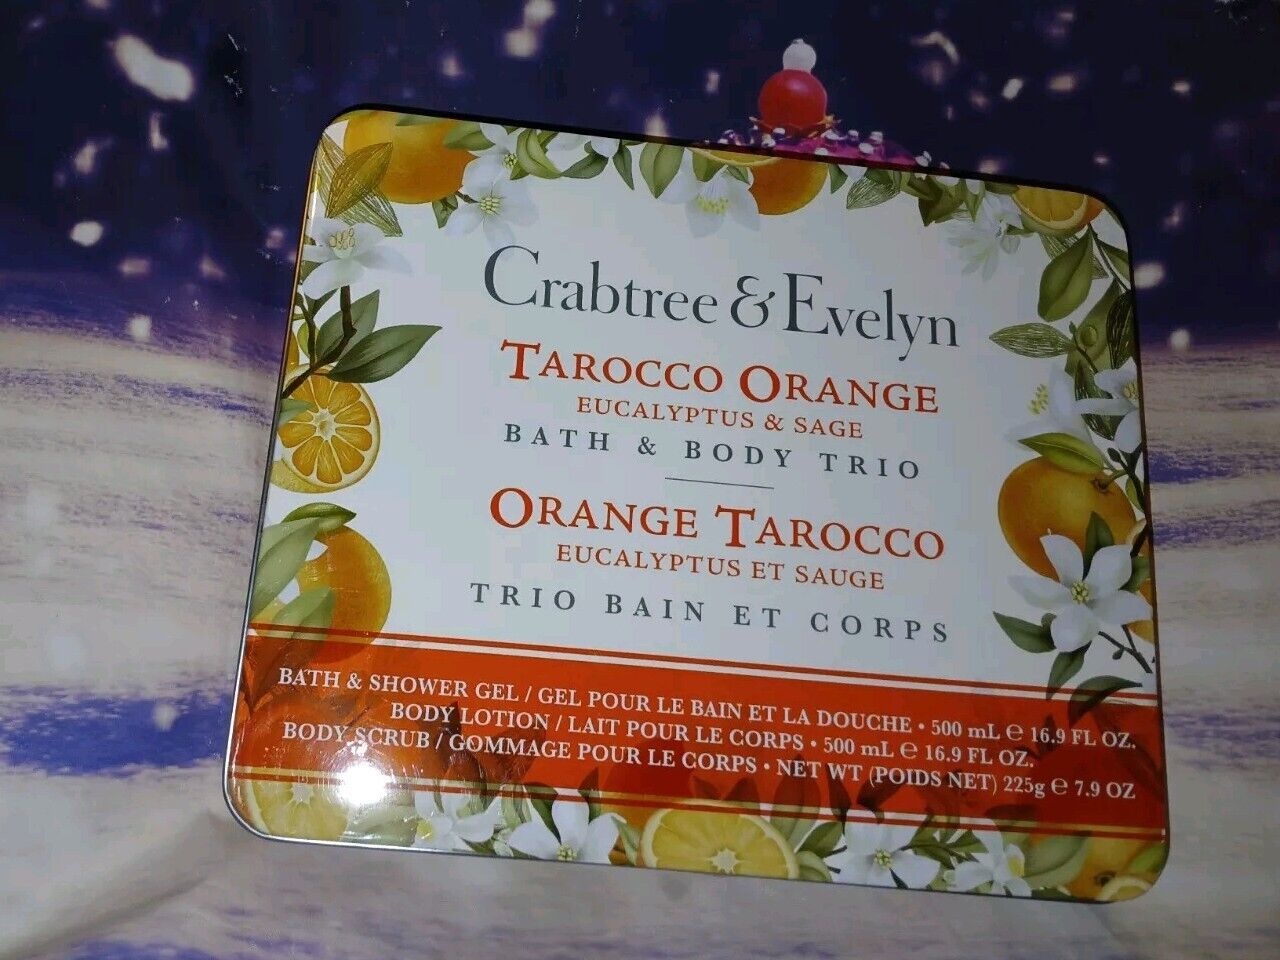 Crabtree & Evelyn
TAROCCO ORANGE
EUCALYPTUS & SAGE
BATH & BODY TRIO
ORANGE TAROCCO
EUCALYPTUS ET SAUGE
TRIO BAIN ET CORPS
BATH & SHOWER GEL / GEL POUR LE BAIN ET LA DOUCHE • 500 mL ℮ 16.9 FL OZ.
BODY LOTION / LAIT POUR LE CORPS • 500 mL ℮ 16.9 FL OZ.
BODY SCRUB / GOMMAGE POUR LE CORPS • NET WT (POIDS NET) 225g ℮ 7.9 OZ